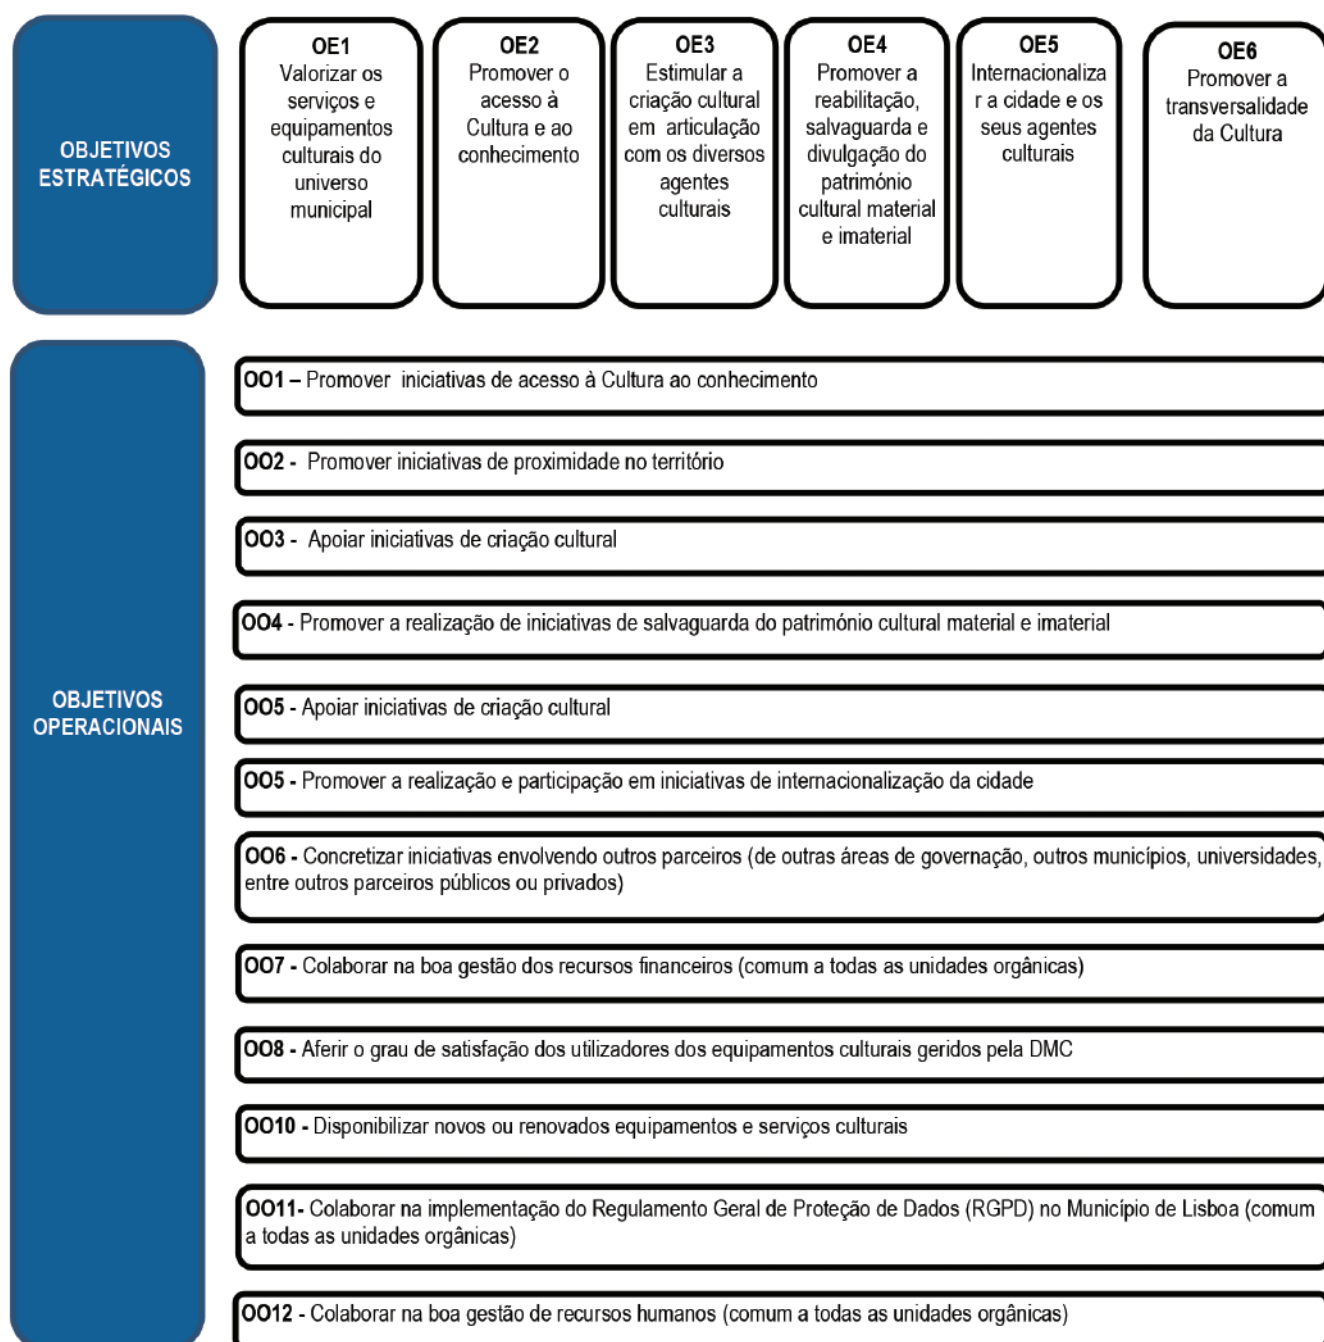 OBJETIVOS
ESTRATÉGICOS
OE1
Valorizar os
serviços e
equipamentos
culturais do
universo
municipal
OE2
Promover o
acesso à
Cultura e ao
conhecimento
OE3
Estimular a
criação cultural
em articulação
com os diversos
agentes
culturais
OE4
Promover a
reabilitação,
salvaguarda e
divulgação do
património
cultural material
e imaterial
OE5
Internacionaliza
r a cidade e os
seus agentes
culturais
OE6
Promover a
transversalidade
da Cultura
OBJETIVOS
OPERACIONAIS
OO1 – Promover iniciativas de acesso à Cultura ao conhecimento
OO2 - Promover iniciativas de proximidade no território
OO3 - Apoiar iniciativas de criação cultural
OO4 - Promover a realização de iniciativas de salvaguarda do património cultural material e imaterial
OO5 - Apoiar iniciativas de criação cultural
OO5 - Promover a realização e participação em iniciativas de internacionalização da cidade
OO6 - Concretizar iniciativas envolvendo outros parceiros (de outras áreas de governação, outros municípios, universidades,
entre outros parceiros públicos ou privados)
OO7 - Colaborar na boa gestão dos recursos financeiros (comum a todas as unidades orgânicas)
OO8 - Aferir o grau de satisfação dos utilizadores dos equipamentos culturais geridos pela DMC
OO10 - Disponibilizar novos ou renovados equipamentos e serviços culturais
OO11- Colaborar na implementação do Regulamento Geral de Proteção de Dados (RGPD) no Município de Lisboa (comum
a todas as unidades orgânicas)
OO12 - Colaborar na boa gestão de recursos humanos (comum a todas as unidades orgânicas)